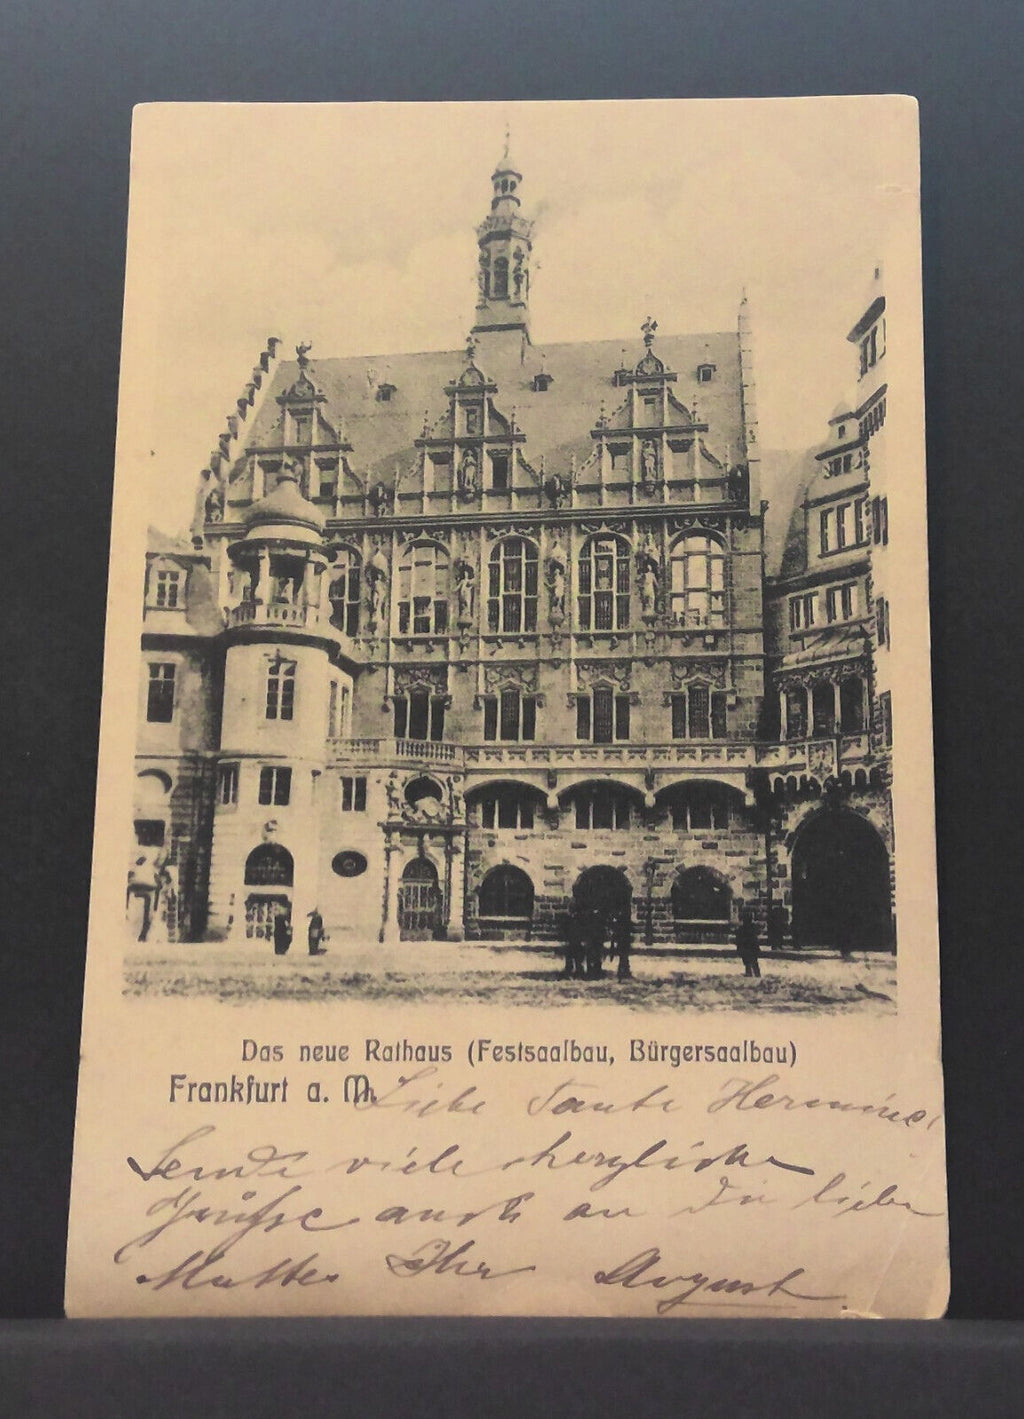 Das neue Rathaus (Festsaalbau, Bürgersaalbau)
Frankfurt a. M.
Liebe Tante Hermine!
Sende viele herzliche
Grüße auch an die liebe
Mutter Ihr August